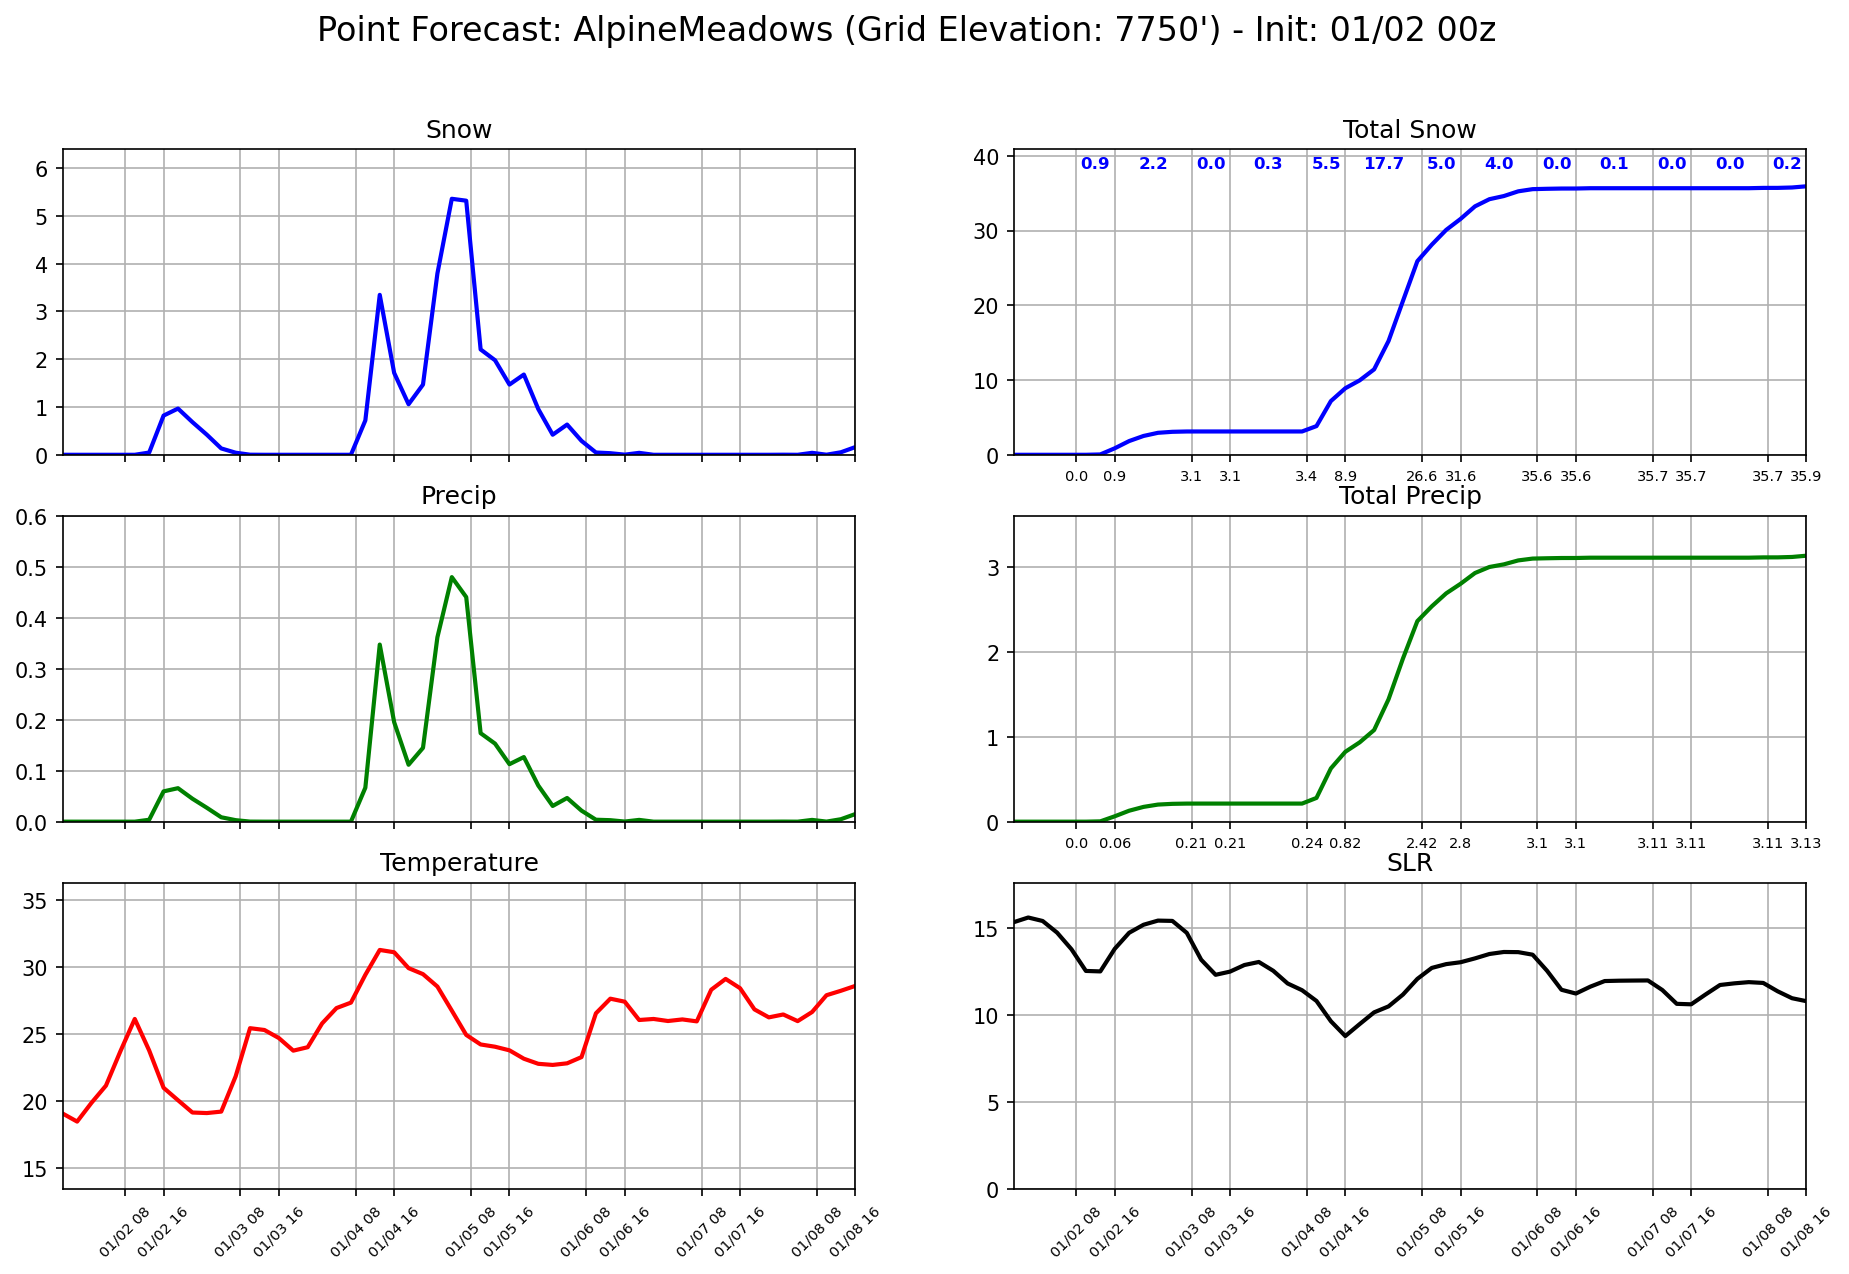 Point Forecast: AlpineMeadows (Grid Elevation: 7750') - Init: 01/02 00z
Snow
6
5
4
3
2
1
0
Total Snow
40
30
20
10
0
0.9 2.2 0.0 0.3 5.5 17.7 5.0 4.0 0.0 0.1 0.0 0.0 0.2
0.0 0.9 3.1 3.1 3.4 8.9 26.6 31.6 35.6 35.6 35.7 35.7 35.7 35.9
Precip
0.6
0.5
0.4
0.3
0.2
0.1
0.0
Total Precip
3
2
1
0
0.0 0.06 0.21 0.21 0.24 0.82 2.42 2.8 3.1 3.1 3.11 3.11 3.11 3.13
Temperature
35
30
25
20
15
01/02 08 01/02 16 01/03 08 01/03 16 01/04 08 01/04 16 01/05 08 01/05 16 01/06 08 01/06 16 01/07 08 01/07 16 01/08 08 01/08 16
SLR
15
10
5
0
01/02 08 01/02 16 01/03 08 01/03 16 01/04 08 01/04 16 01/05 08 01/05 16 01/06 08 01/06 16 01/07 08 01/07 16 01/08 08 01/08 16